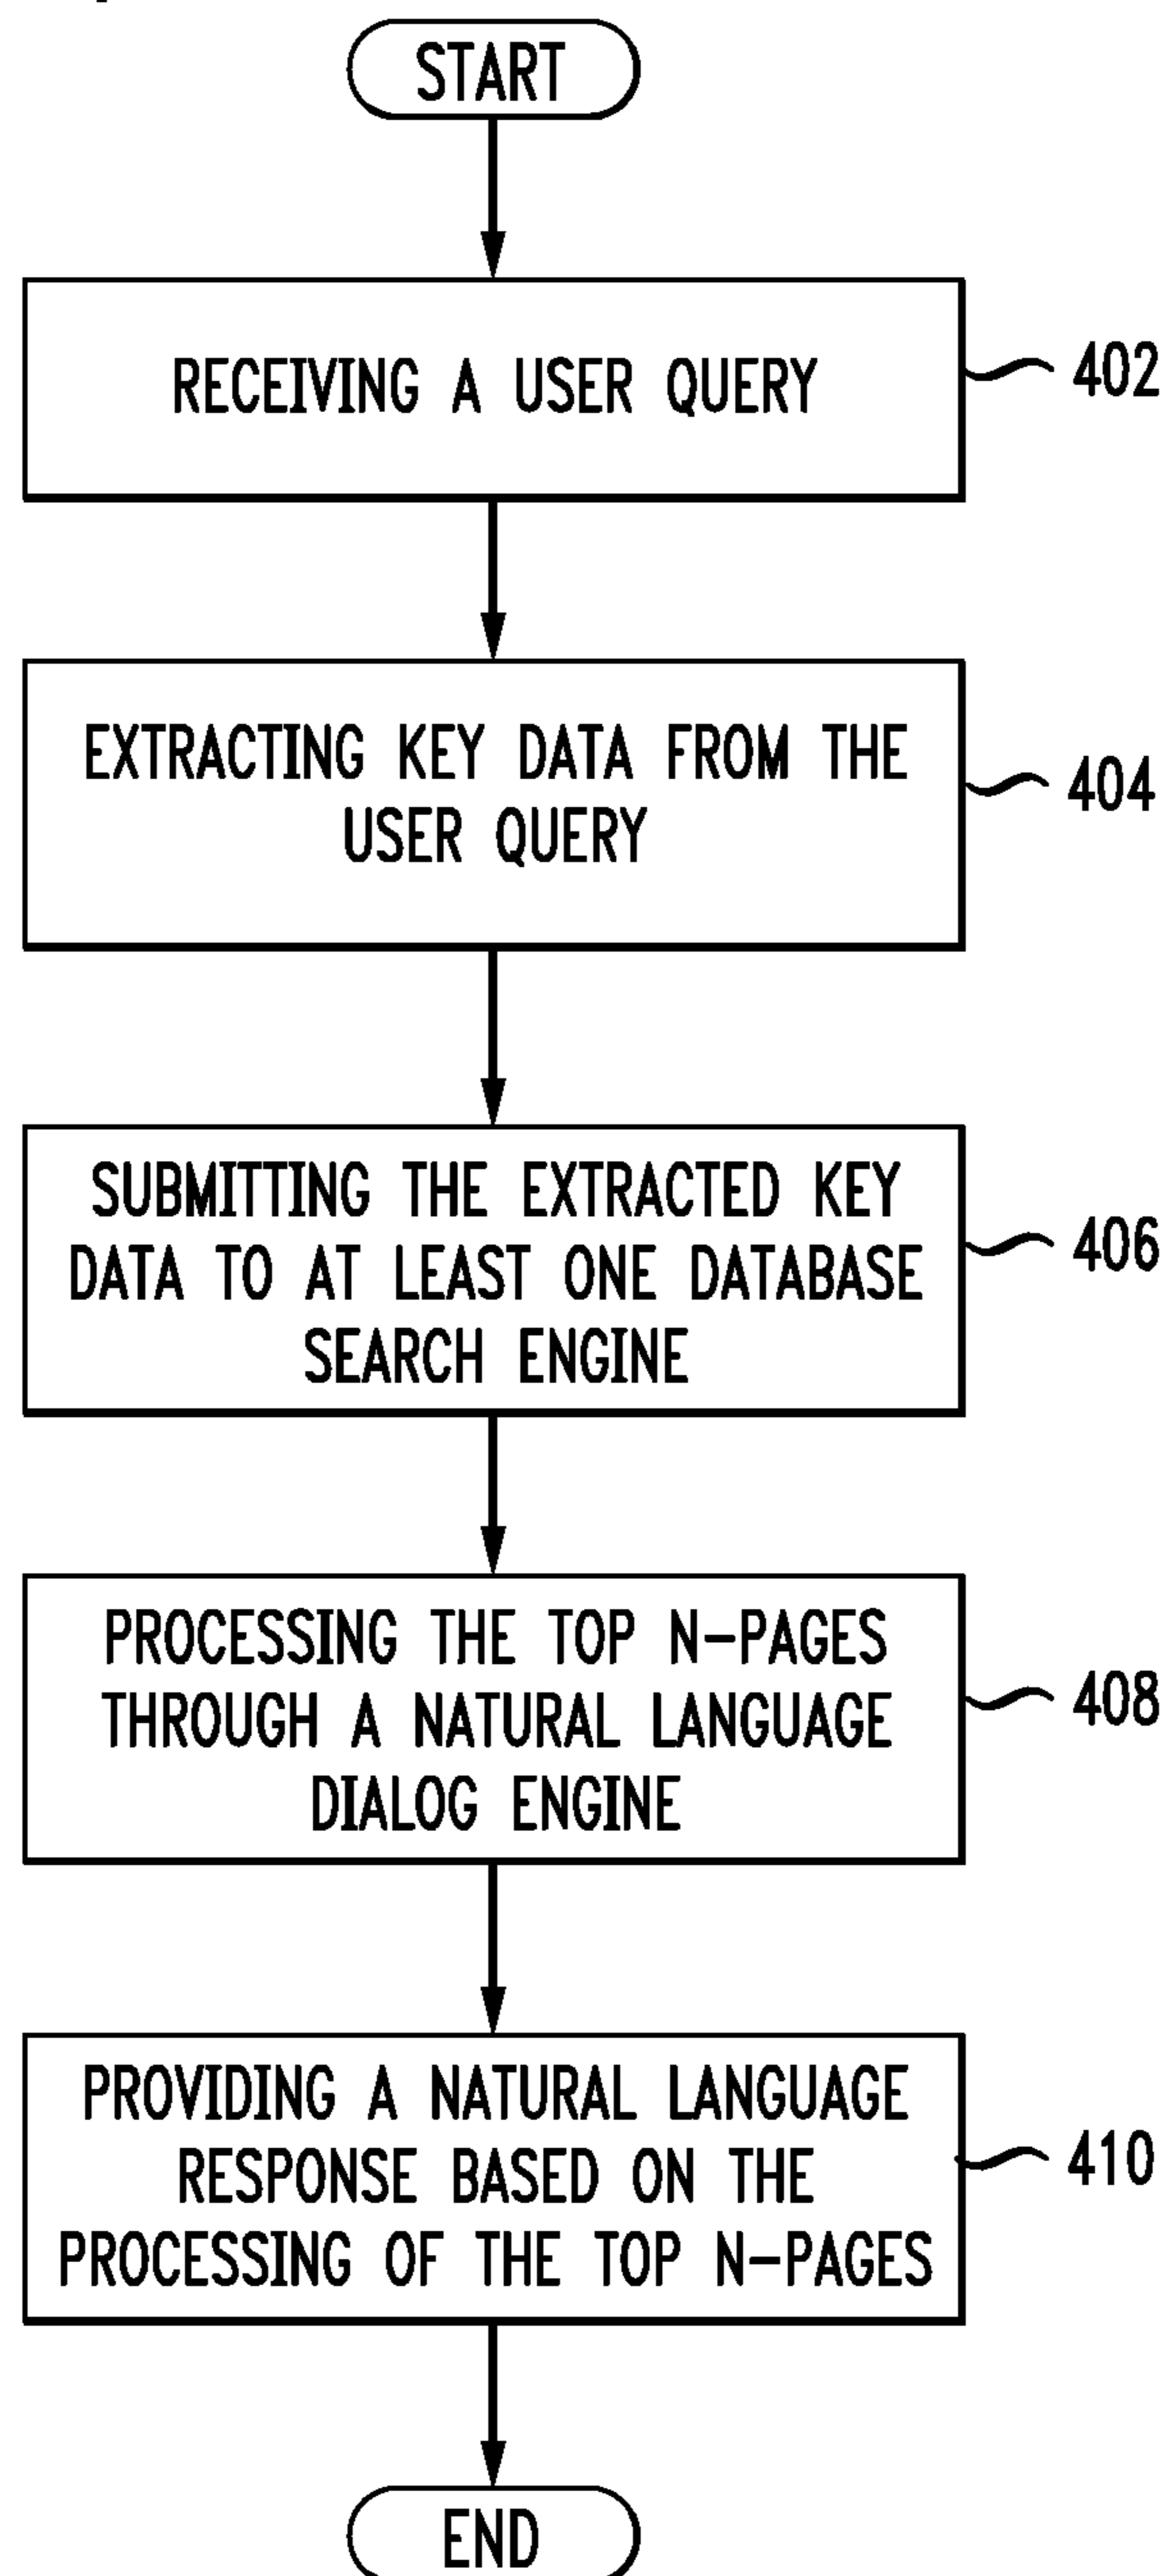 START
RECEIVING A USER QUERY
402
EXTRACTING KEY DATA FROM THE
USER QUERY
404
SUBMITTING THE EXTRACTED KEY
DATA TO AT LEAST ONE DATABASE
SEARCH ENGINE
406
PROCESSING THE TOP N-PAGES
THROUGH A NATURAL LANGUAGE
DIALOG ENGINE
408
PROVIDING A NATURAL LANGUAGE
RESPONSE BASED ON THE
PROCESSING OF THE TOP N-PAGES
410
END